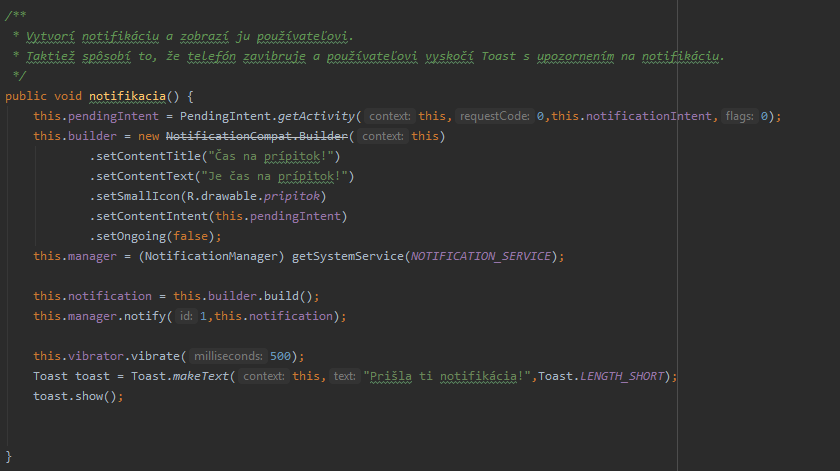 /**
* Vytvorí notifikáciu a zobrazí ju používateľovi.
* Taktiež spôsobí to, že telefón zavibruje a používateľovi vyskočí Toast s upozornením na notifikáciu.
*/
public void notifikacia() {
this.pendingIntent = PendingIntent.getActivity( context: this, requestCode: 0,this.notificationIntent, flags: 0);
this.builder = new NotificationCompat.Builder( context: this)
.setContentTitle("Čas na prípitok!")
.setContentText("Je čas na prípitok!")
.setSmallIcon(R.drawable.pripitok)
.setContentIntent(this.pendingIntent)
.setOngoing(false);
this.manager = (NotificationManager) getSystemService(NOTIFICATION_SERVICE);
this.notification = this.builder.build();
this.manager.notify( id: 1,this.notification);
this.vibrator.vibrate( milliseconds: 500);
Toast toast = Toast.makeText( context: this, text: "Prišla ti notifikácia!",Toast.LENGTH_SHORT);
toast.show();
}